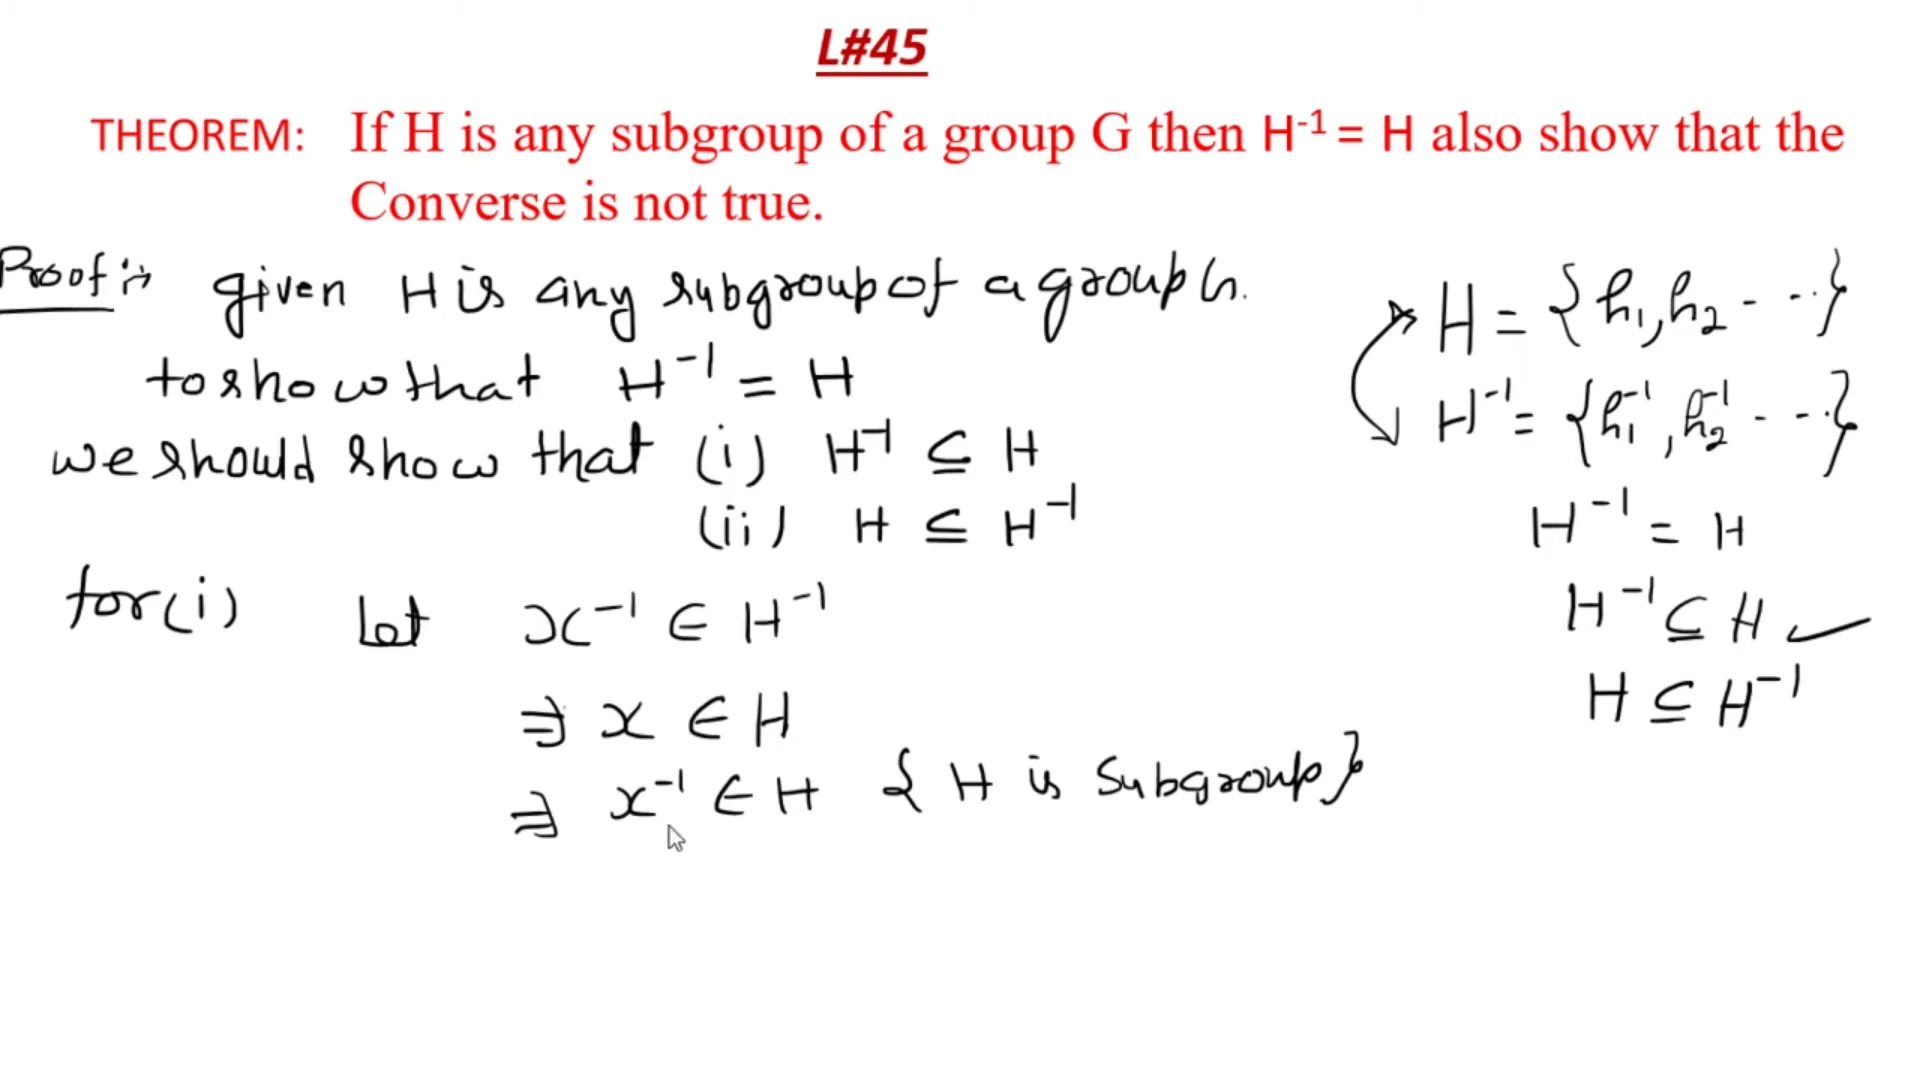 L#45
THEOREM: If H is any subgroup of a group G then H⁻¹ = H also show that the
Converse is not true.
Proof:- given H is any subgroup of a group G.
to show that H⁻¹ = H
we should show that (i) H⁻¹ ⊆ H
(ii) H ⊆ H⁻¹
for (i) Let x⁻¹ ∈ H⁻¹
⇒ x ∈ H
⇒ x⁻¹ ∈ H { H is Subgroup}
H = {h₁, h₂ - - -}
H⁻¹ = {h₁⁻¹, h₂⁻¹ - - -}
H⁻¹ = H
H⁻¹ ⊆ H ✓
H ⊆ H⁻¹